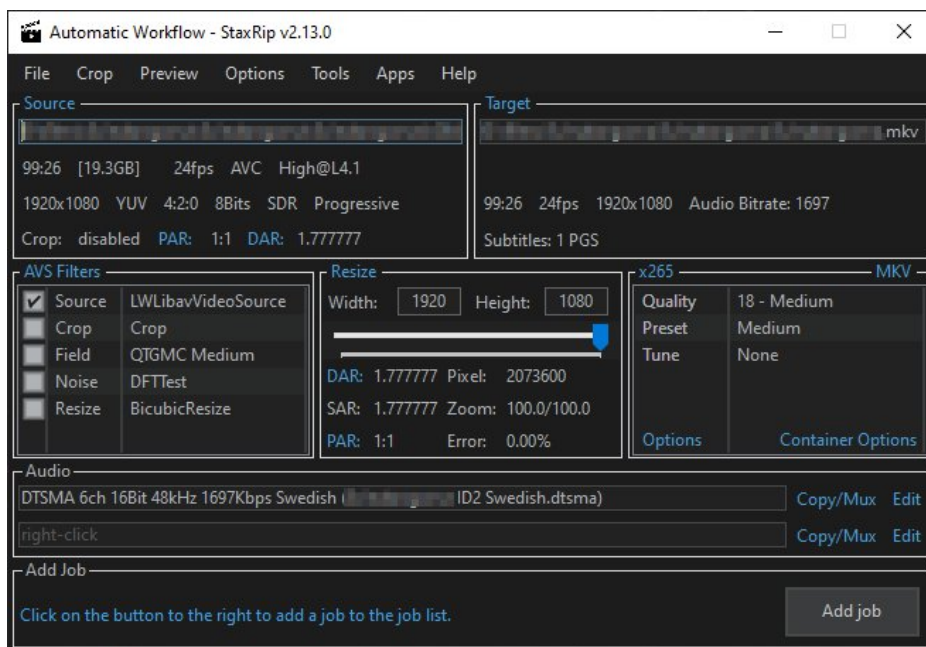 Automatic Workflow - StaxRip v2.13.0
File Crop Preview Options Tools Apps Help
Source
Target
.mkv
99:26 [19.3GB] 24fps AVC High@L4.1
1920x1080 YUV 4:2:0 8Bits SDR Progressive
99:26 24fps 1920x1080 Audio Bitrate: 1697
Crop: disabled PAR: 1:1 DAR: 1.777777
Subtitles: 1 PGS
AVS Filters
Source LWLibavVideoSource
Crop Crop
Field QTGMC Medium
Noise DFTTest
Resize BicubicResize
Resize
Width: 1920 Height: 1080
DAR: 1.777777 Pixel: 2073600
SAR: 1.777777 Zoom: 100.0/100.0
PAR: 1:1 Error: 0.00%
x265 MKV
Quality 18 - Medium
Preset Medium
Tune None
Options Container Options
Audio
DTSMA 6ch 16Bit 48kHz 1697Kbps Swedish ( ID2 Swedish.dtsma) Copy/Mux Edit
right-click Copy/Mux Edit
Add Job
Click on the button to the right to add a job to the job list. Add job